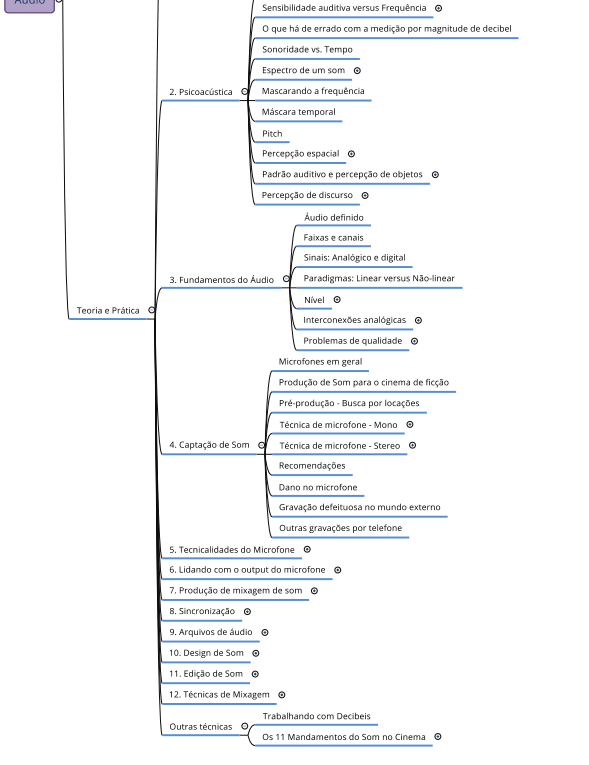 Áudio
Sensibilidade auditiva versus Frequência
O que há de errado com a medição por magnitude de decibel
Sonoridade vs. Tempo
Espectro de um som
2. Psicoacústica
Mascarando a frequência
Máscara temporal
Pitch
Percepção espacial
Padrão auditivo e percepção de objetos
Percepção de discurso
Áudio definido
Faixas e canais
Sinais: Analógico e digital
3. Fundamentos do Áudio
Paradigmas: Linear versus Não-linear
Nível
Teoria e Prática
Interconexões analógicas
Problemas de qualidade
Microfones em geral
Produção de Som para o cinema de ficção
Pré-produção - Busca por locações
Técnica de microfone - Mono
4. Captação de Som
Técnica de microfone - Stereo
Recomendações
Dano no microfone
Gravação defeituosa no mundo externo
Outras gravações por telefone
5. Tecnicalidades do Microfone
6. Lidando com o output do microfone
7. Produção de mixagem de som
8. Sincronização
9. Arquivos de áudio
10. Design de Som
11. Edição de Som
12. Técnicas de Mixagem
Outras técnicas
Trabalhando com Decibeis
Os 11 Mandamentos do Som no Cinema